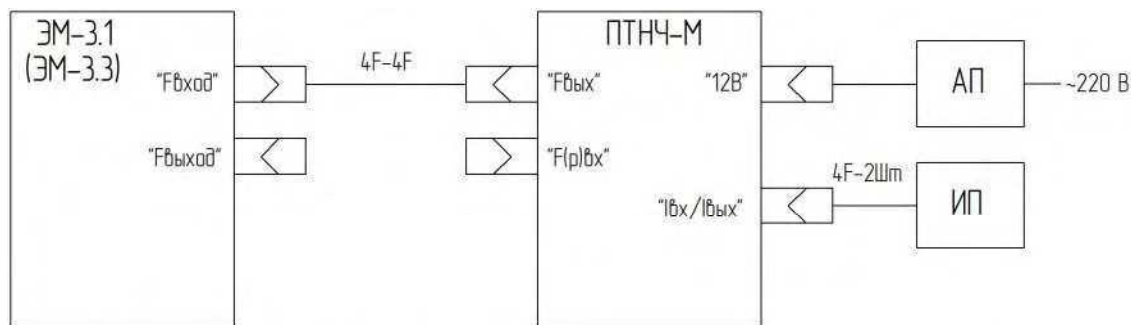 ЭМ-3.1
(ЭМ-3.3)
"Fвход"
"Fвыход"
4F-4F
ПТНЧ-М
"Fвых"
"F(р)вх"
"12В"
"Iвх/Iвых"
АП
~220 В
4F-2Шт
ИП